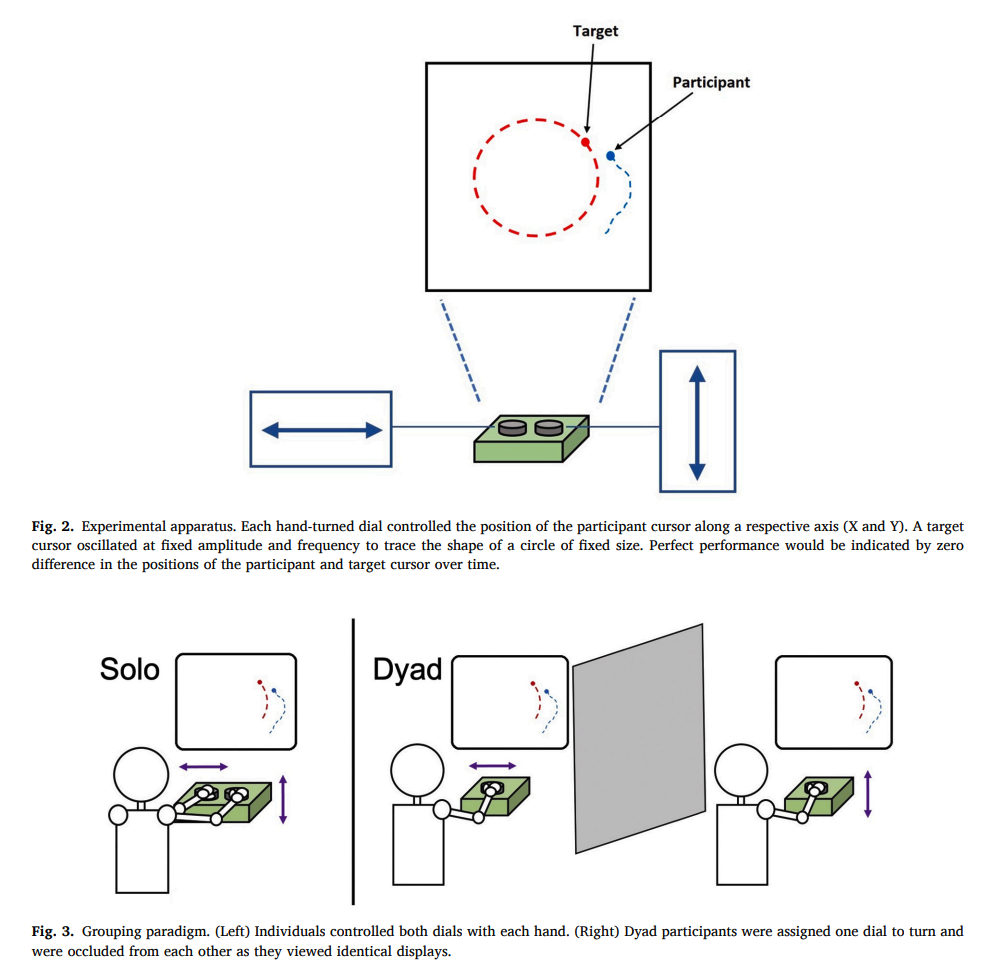 Target
Participant
Fig. 2. Experimental apparatus. Each hand-turned dial controlled the position of the participant cursor along a respective axis (X and Y). A target
cursor oscillated at fixed amplitude and frequency to trace the shape of a circle of fixed size. Perfect performance would be indicated by zero
difference in the positions of the participant and target cursor over time.
Solo
Dyad
Fig. 3. Grouping paradigm. (Left) Individuals controlled both dials with each hand. (Right) Dyad participants were assigned one dial to turn and
were occluded from each other as they viewed identical displays.